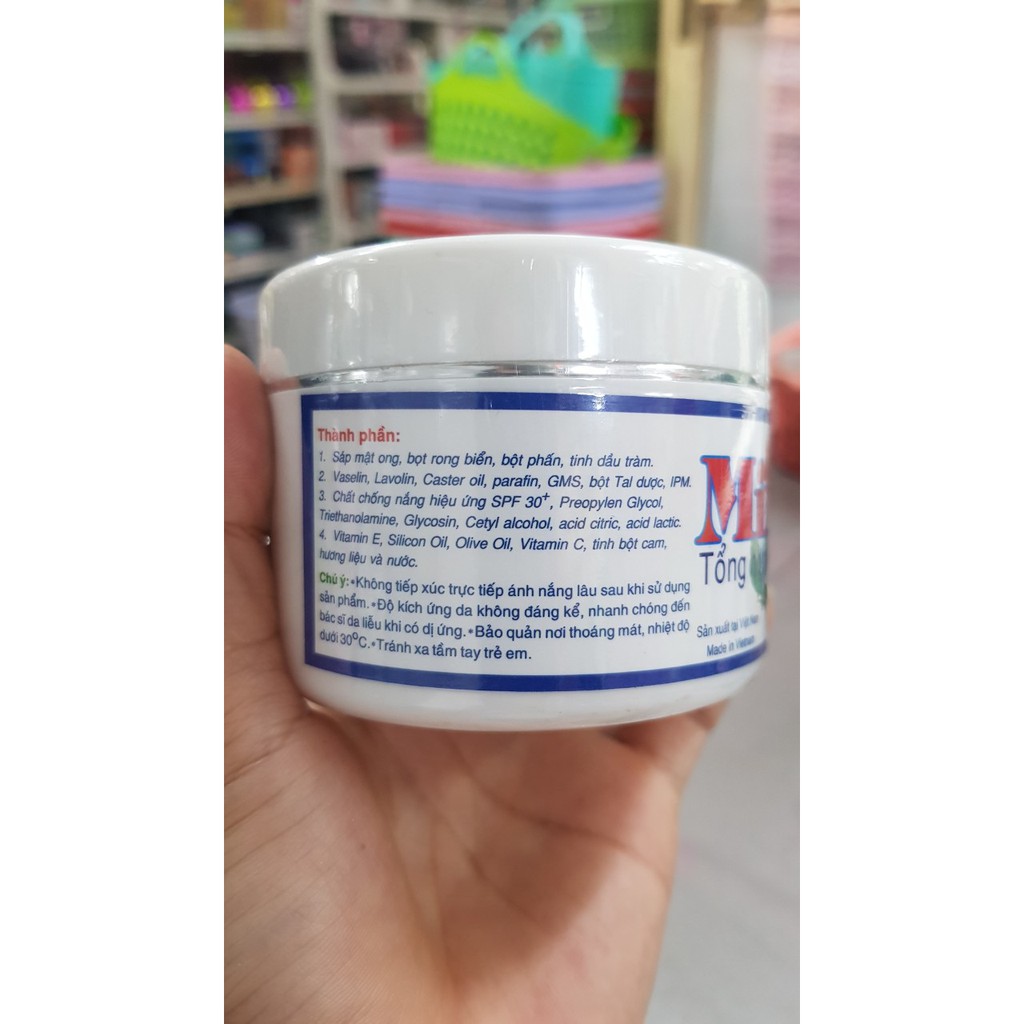 Thành phần:
1. Sáp mật ong, bọt rong biển, bột phấn, tinh dầu tràm.
2. Vaselin, Lavolin, Caster oil, parafin, GMS, bột Tal dược, IPM.
3. Chất chống nắng hiệu ứng SPF 30+, Preopylen Glycol,
Triethanolamine, Glycosin, Cetyl alcohol, acid citric, acid lactic.
4. Vitamin E, Silicon Oil, Olive Oil, Vitamin C, tinh bột cam,
hương liệu và nước.
Chú ý:•Không tiếp xúc trực tiếp ánh nắng lâu sau khi sử dụng
sản phẩm.•Độ kích ứng da không đáng kể, nhanh chóng đến
bác sĩ da liễu khi có dị ứng.•Bảo quản nơi thoáng mát, nhiệt độ
dưới 30°C.•Tránh xa tầm tay trẻ em.
Tổng
Sản xuất tại Việt Nam
Made in Vietnam